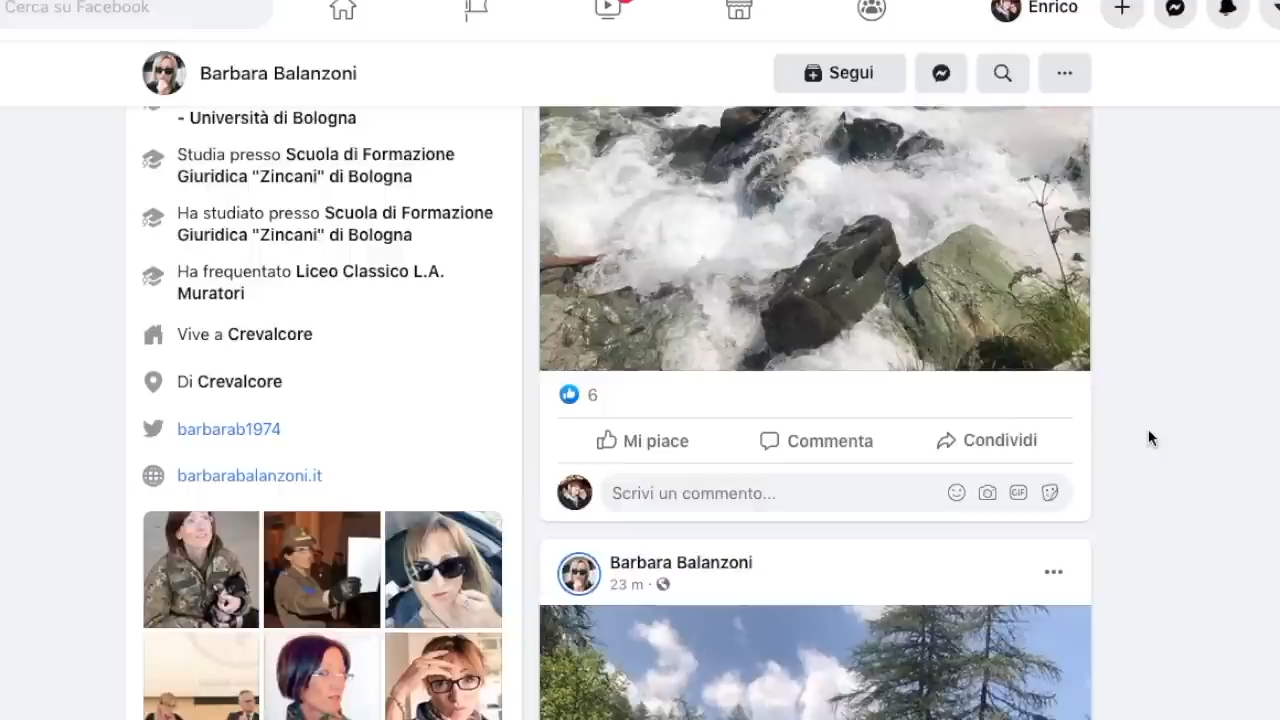 Cerca su Facebook
Enrico
Barbara Balanzoni
Segui
- Università di Bologna
Studia presso Scuola di Formazione
Giuridica "Zincani" di Bologna
Ha studiato presso Scuola di Formazione
Giuridica "Zincani" di Bologna
Ha frequentato Liceo Classico L.A.
Muratori
Vive a Crevalcore
Di Crevalcore
barbarab1974
barbarabalanzoni.it
6
Mi piace
Commenta
Condividi
Scrivi un commento...
GIF
Barbara Balanzoni
23 m ·